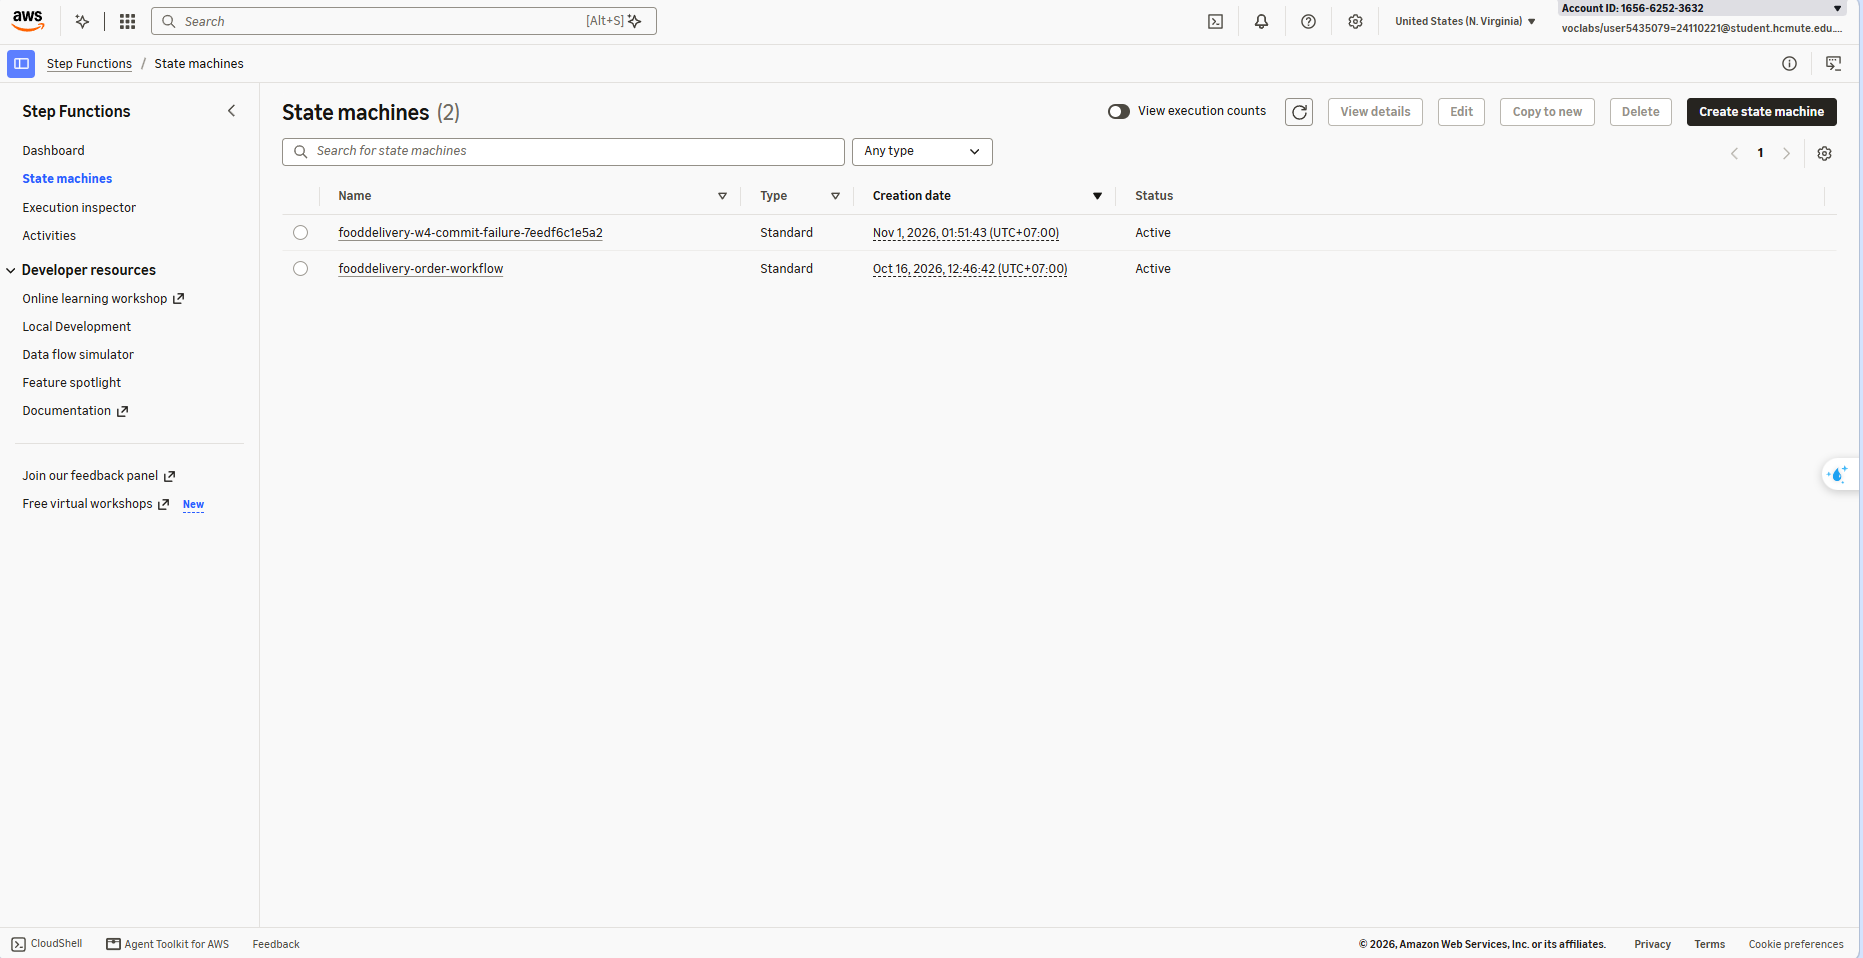 aws
Search [Alt+S]
United States (N. Virginia)
Account ID: 1656-6252-3632
voclabs/user5435079=24110221@student.hcmute.edu....
Step Functions / State machines
Step Functions
Dashboard
State machines
Execution inspector
Activities
Developer resources
Online learning workshop
Local Development
Data flow simulator
Feature spotlight
Documentation
Join our feedback panel
Free virtual workshops New
State machines (2)
View execution counts
View details
Edit
Copy to new
Delete
Create state machine
Search for state machines
Any type
1
Name Type Creation date Status
fooddelivery-w4-commit-failure-7eedf6c1e5a2 Standard Nov 1, 2026, 01:51:43 (UTC+07:00) Active
fooddelivery-order-workflow Standard Oct 16, 2026, 12:46:42 (UTC+07:00) Active
CloudShell Agent Toolkit for AWS Feedback
© 2026, Amazon Web Services, Inc. or its affiliates. Privacy Terms Cookie preferences